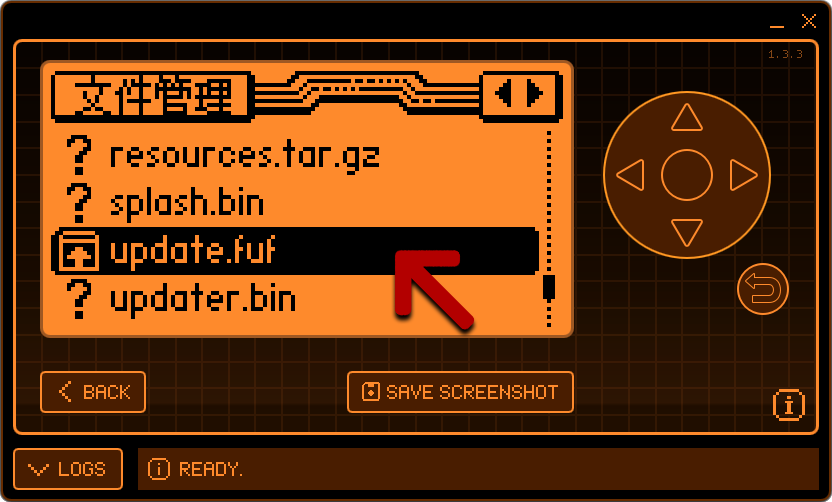 1.3.3
文件管理
resources.tar.gz
splash.bin
update.fuf
updater.bin
BACK
SAVE SCREENSHOT
LOGS
READY.